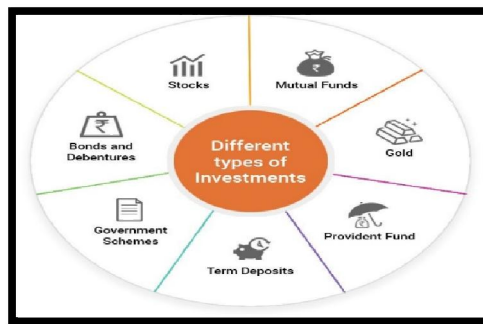 Different
types of
Investments
Stocks
Mutual Funds
₹
Gold
Provident Fund
Term Deposits
Government
Schemes
Bonds and
Debentures
₹